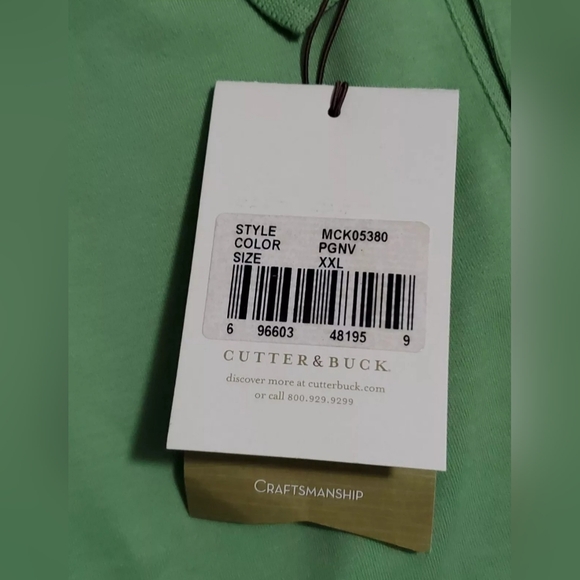 STYLE MCK05380
COLOR PGNV
SIZE XXL
6 96603 48195 9
CUTTER & BUCK
discover more at cutterbuck.com
or call 800.929.9299
CRAFTSMANSHIP